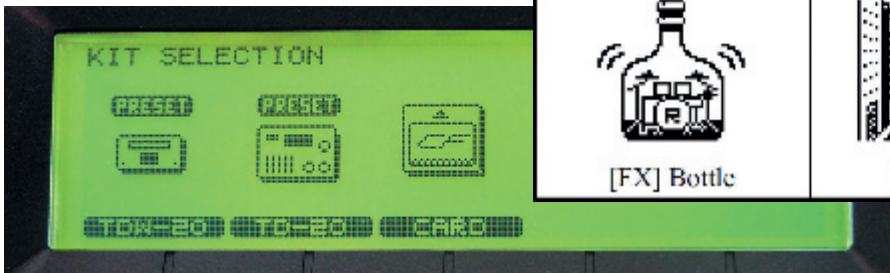 KIT SELECTION
PRESET PRESET
TDW-20 TD-20 CARD
R
[FX] Bottle